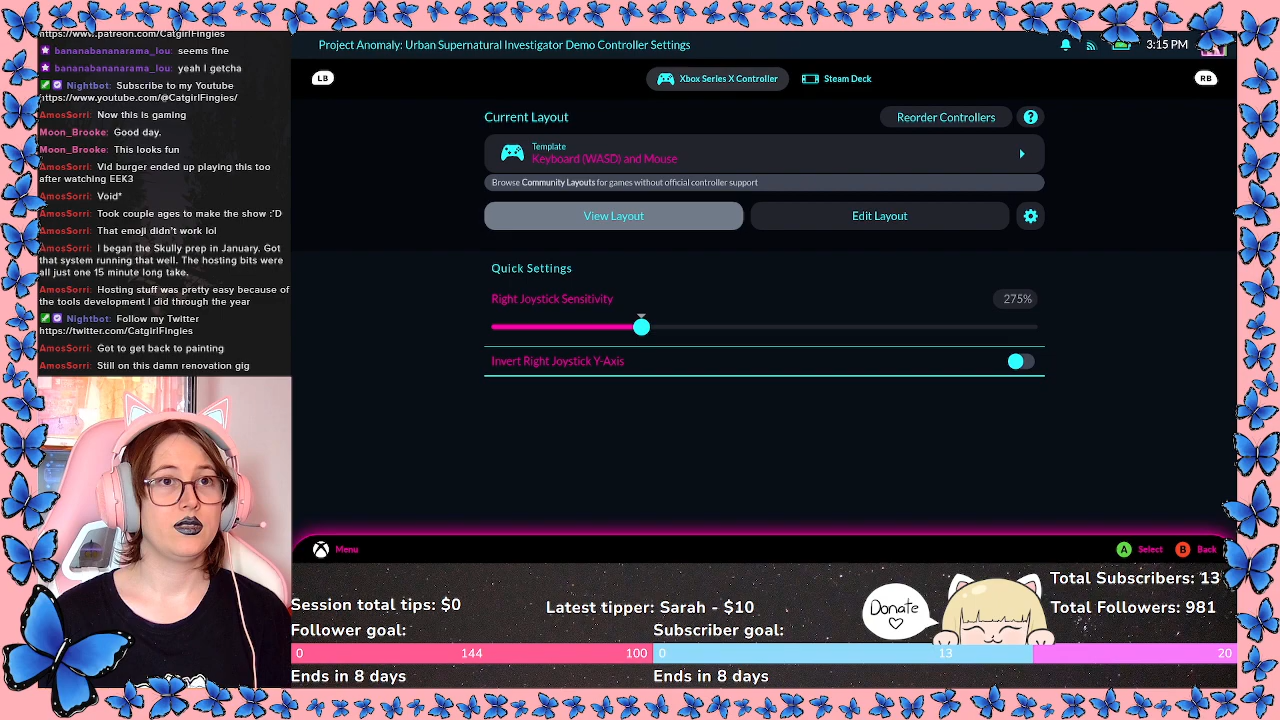 https://www.patreon.com/CatgirlFingies
bananabananarama_lou: seems fine
bananabananarama_lou: yeah I getcha
Nightbot: Subscribe to my Youtube
https://www.youtube.com/@CatgirlFingies/
AmosSorri: Now this is gaming
Moon_Brooke: Good day.
Moon_Brooke: This looks fun
AmosSorri: Vid burger ended up playing this too
after watching EEK3
AmosSorri: Void*
AmosSorri: Took couple ages to make the show :'D
AmosSorri: That emoji didn't work lol
AmosSorri: I began the Skully prep in January. Got
that system running that well. The hosting bits were
all just one 15 minute long take.
AmosSorri: Hosting stuff was pretty easy because of
the tools development I did through the year
Nightbot: Follow my Twitter
https://twitter.com/CatgirlFingies
AmosSorri: Got to get back to painting
AmosSorri: Still on this damn renovation gig
Project Anomaly: Urban Supernatural Investigator Demo Controller Settings
3:15 PM
LB
Xbox Series X Controller
Steam Deck
RB
Current Layout
Reorder Controllers
?
Template
Keyboard (WASD) and Mouse
Browse Community Layouts for games without official controller support
View Layout
Edit Layout
Quick Settings
Right Joystick Sensitivity
275%
Invert Right Joystick Y-Axis
Menu
A Select
B Back
Session total tips: $0
Latest tipper: Sarah - $10
Donate
Total Subscribers: 13
Total Followers: 981
Follower goal:
Subscriber goal:
0 144 100
0 13 20
Ends in 8 days
Ends in 8 days